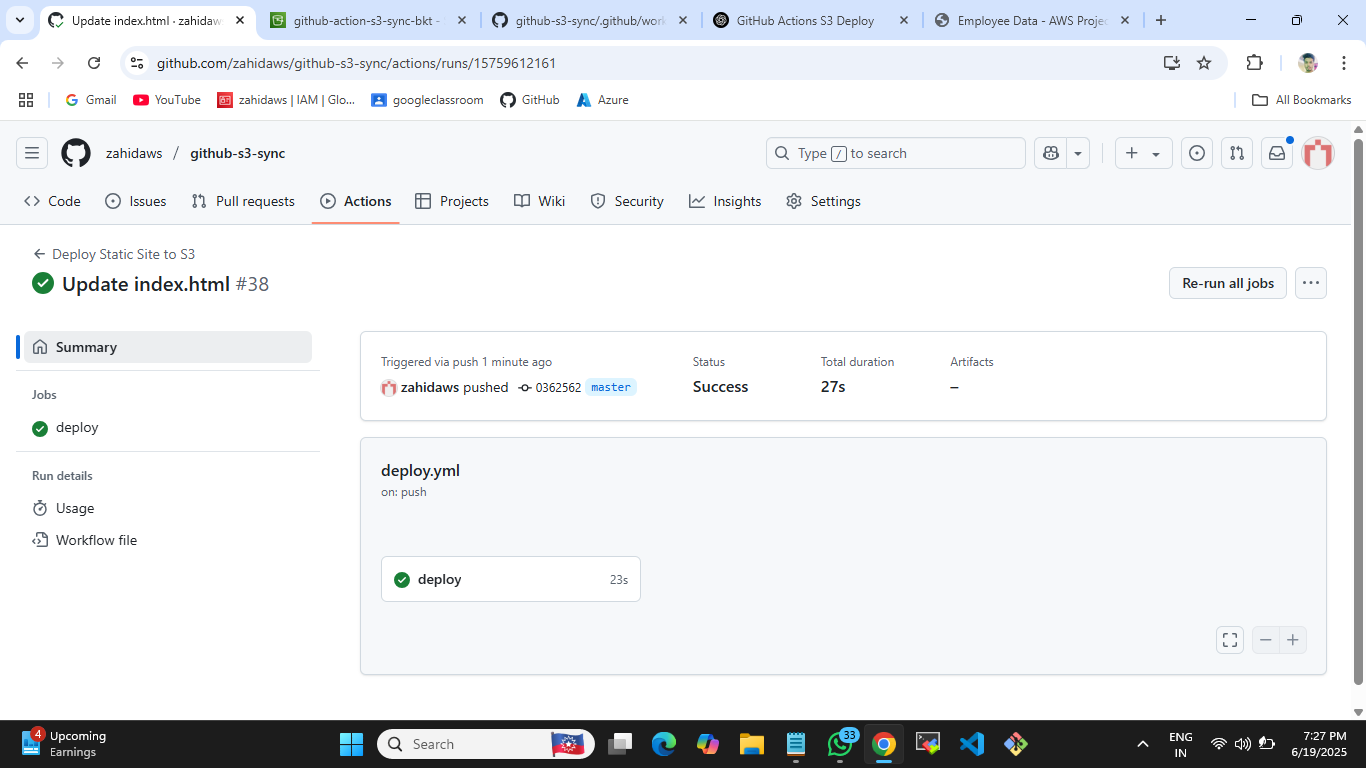 Update index.html · zahidaws
github-action-s3-sync-bkt -
github-s3-sync/.github/work
GitHub Actions S3 Deploy
Employee Data - AWS Projec
github.com/zahidaws/github-s3-sync/actions/runs/15759612161
Gmail
YouTube
zahidaws | IAM | Glo...
googleclassroom
GitHub
Azure
All Bookmarks
zahidaws / github-s3-sync
Type / to search
Code
Issues
Pull requests
Actions
Projects
Wiki
Security
Insights
Settings
Deploy Static Site to S3
Update index.html #38
Re-run all jobs
Summary
Jobs
deploy
Run details
Usage
Workflow file
Triggered via push 1 minute ago
zahidaws pushed 0362562 master
Status
Success
Total duration
27s
Artifacts
–
deploy.yml
on: push
deploy 23s
4
Upcoming
Earnings
Search
33
ENG
IN
7:27 PM
6/19/2025